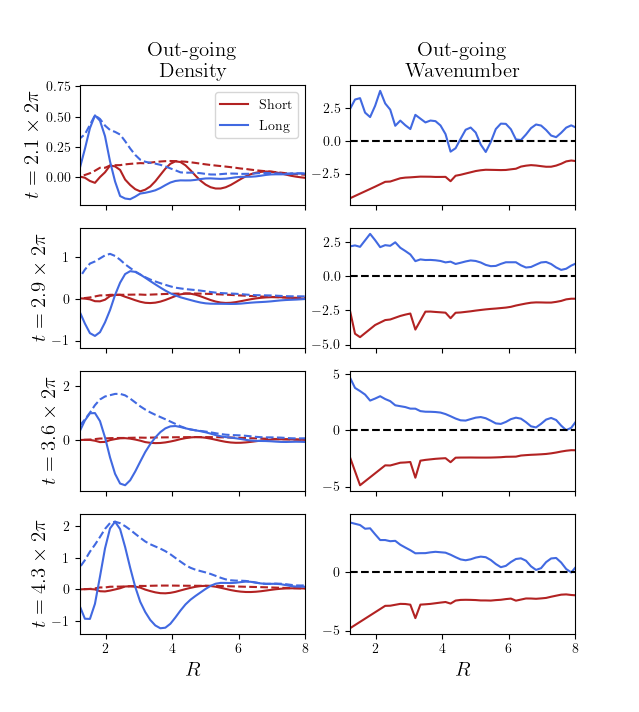 Out-going
Density
Out-going
Wavenumber
t = 2.1 × 2π
0.75
0.50
0.25
0.00
Short
Long
2.5
0.0
−2.5
t = 2.9 × 2π
1
0
−1
2.5
0.0
−2.5
−5.0
t = 3.6 × 2π
2
0
5
0
−5
t = 4.3 × 2π
2
1
0
−1
0
−5
2
4
6
8
2
4
6
8
R
R